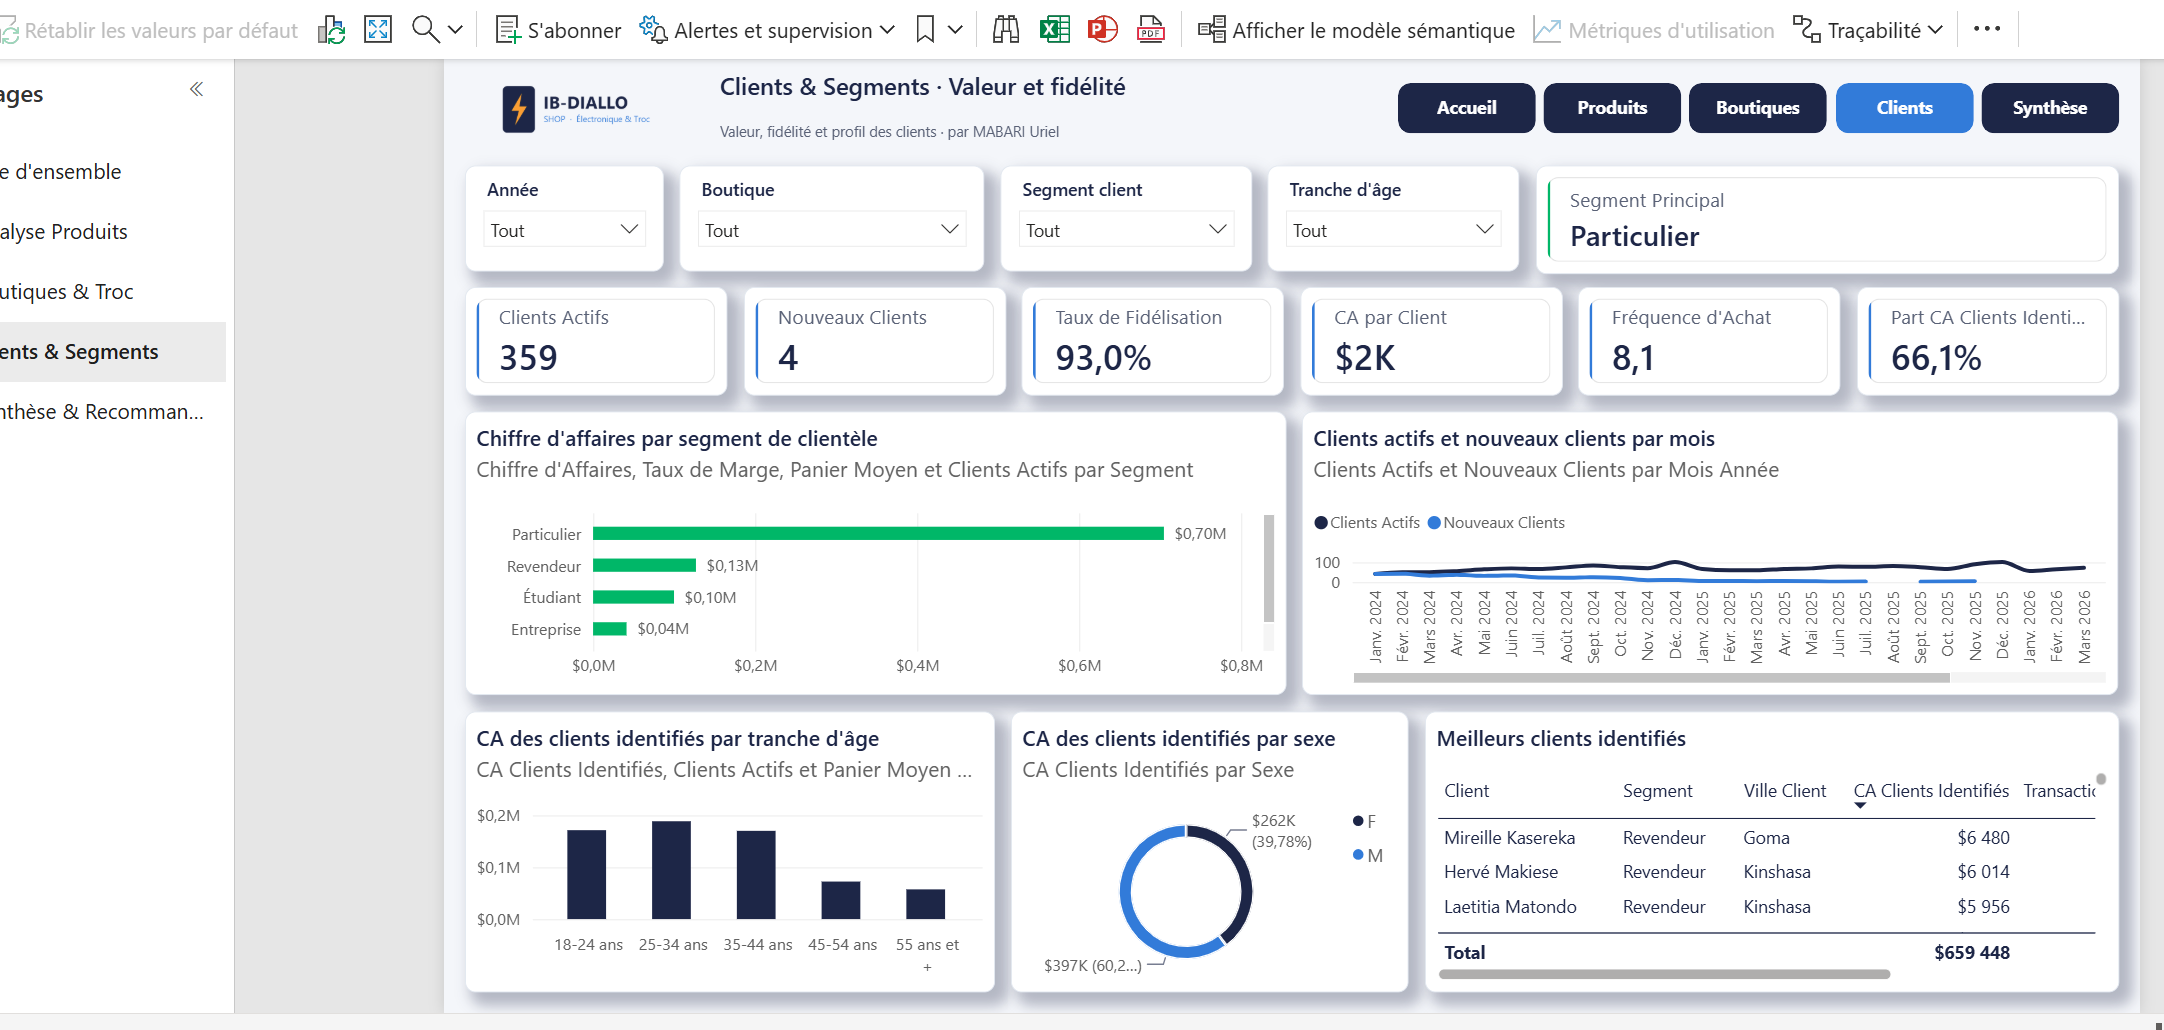 Rétablir les valeurs par défaut
S'abonner
Alertes et supervision
Afficher le modèle sémantique
Métriques d'utilisation
Traçabilité
ages
e d'ensemble
alyse Produits
utiques & Troc
ents & Segments
nthèse & Recomman...
IB-DIALLO
SHOP · Électronique & Troc
Clients & Segments · Valeur et fidélité
Valeur, fidélité et profil des clients · par MABARI Uriel
Accueil
Produits
Boutiques
Clients
Synthèse
Année
Tout
Boutique
Tout
Segment client
Tout
Tranche d'âge
Tout
Segment Principal
Particulier
Clients Actifs
359
Nouveaux Clients
4
Taux de Fidélisation
93,0%
CA par Client
$2K
Fréquence d'Achat
8,1
Part CA Clients Identi...
66,1%
Chiffre d'affaires par segment de clientèle
Chiffre d'Affaires, Taux de Marge, Panier Moyen et Clients Actifs par Segment
Particulier $0,70M
Revendeur $0,13M
Étudiant $0,10M
Entreprise $0,04M
$0,0M $0,2M $0,4M $0,6M $0,8M
Clients actifs et nouveaux clients par mois
Clients Actifs et Nouveaux Clients par Mois Année
Clients Actifs Nouveaux Clients
100
0
Janv. 2024
Févr. 2024
Mars 2024
Avr. 2024
Mai 2024
Juin 2024
Juil. 2024
Août 2024
Sept. 2024
Oct. 2024
Nov. 2024
Déc. 2024
Janv. 2025
Févr. 2025
Mars 2025
Avr. 2025
Mai 2025
Juin 2025
Juil. 2025
Août 2025
Sept. 2025
Oct. 2025
Nov. 2025
Déc. 2025
Janv. 2026
Févr. 2026
Mars 2026
CA des clients identifiés par tranche d'âge
CA Clients Identifiés, Clients Actifs et Panier Moyen ...
$0,2M
$0,1M
$0,0M
18-24 ans 25-34 ans 35-44 ans 45-54 ans 55 ans et
+
CA des clients identifiés par sexe
CA Clients Identifiés par Sexe
$262K
(39,78%)
$397K (60,2...)
F
M
Meilleurs clients identifiés
Client Segment Ville Client CA Clients Identifiés Transactic
Mireille Kasereka Revendeur Goma $6 480
Hervé Makiese Revendeur Kinshasa $6 014
Laetitia Matondo Revendeur Kinshasa $5 956
Total $659 448